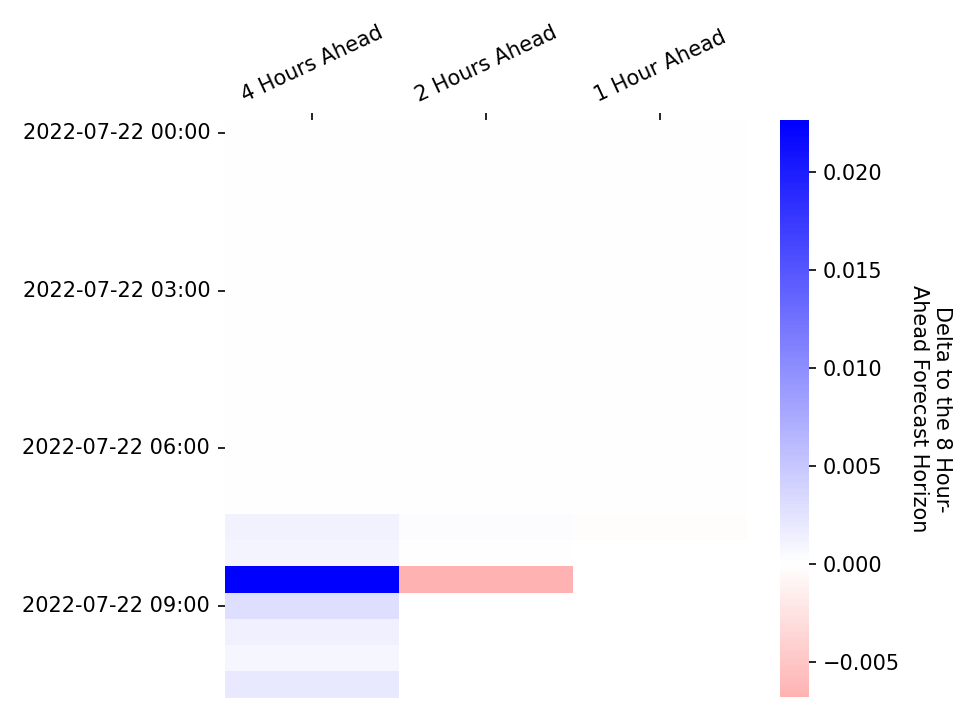 4 Hours Ahead
2 Hours Ahead
1 Hour Ahead
2022-07-22 00:00
2022-07-22 03:00
2022-07-22 06:00
2022-07-22 09:00
0.020
0.015
0.010
0.005
0.000
−0.005
Delta to the 8 Hour-
Ahead Forecast Horizon